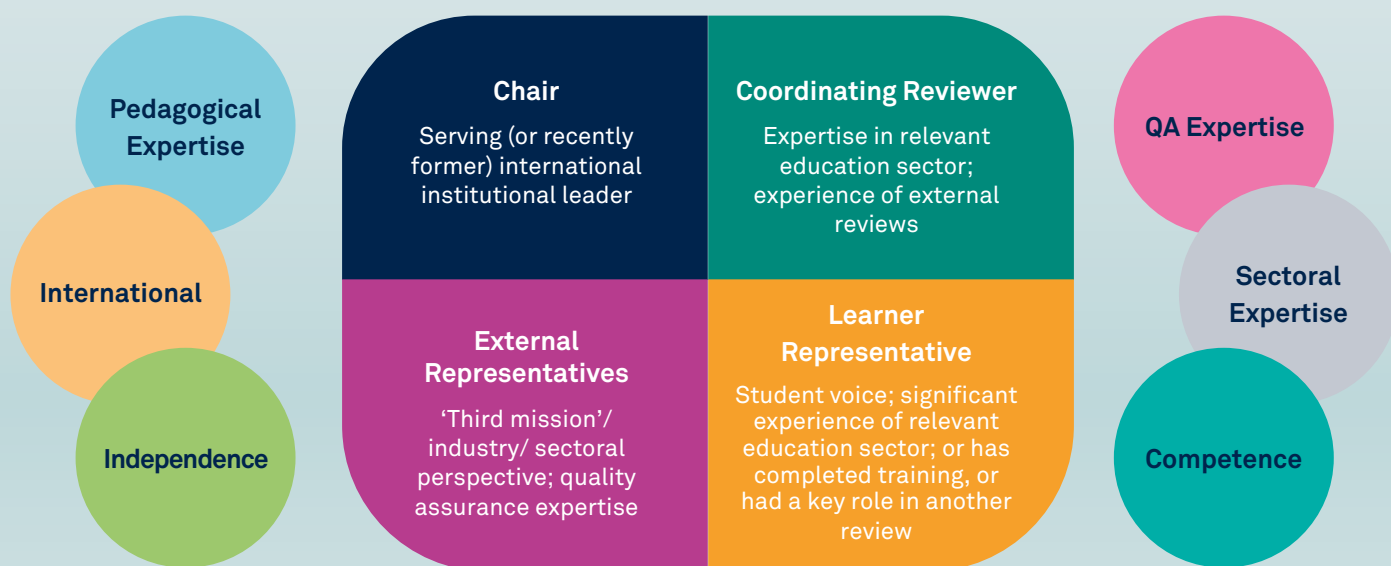 Pedagogical
Expertise
International
Independence
Chair
Serving (or recently
former) international
institutional leader
Coordinating Reviewer
Expertise in relevant
education sector;
experience of external
reviews
External
Representatives
‘Third mission’/
industry/ sectoral
perspective; quality
assurance expertise
Learner
Representative
Student voice; significant
experience of relevant
education sector; or has
completed training, or
had a key role in another
review
QA Expertise
Sectoral
Expertise
Competence